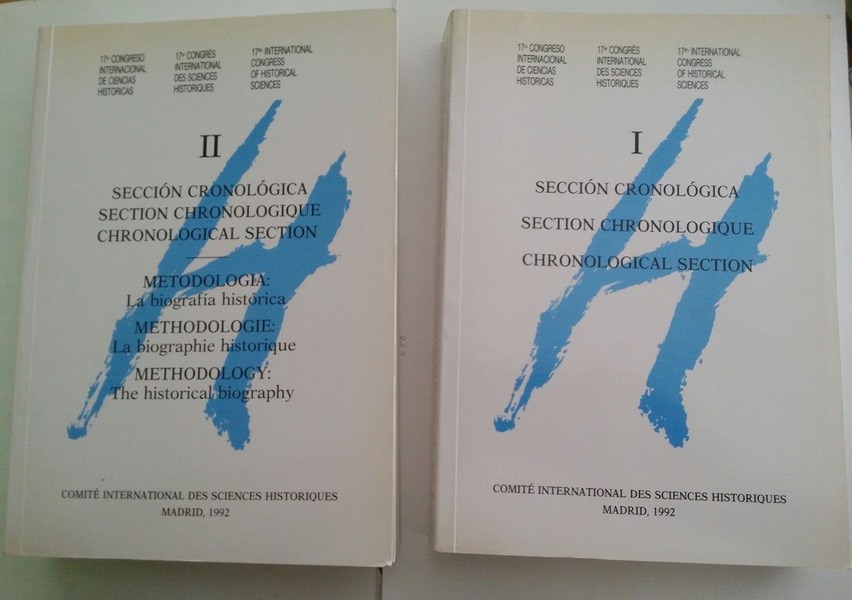 17º CONGRESO
INTERNACIONAL
DE CIENCIAS
HISTORICAS
17e CONGRÈS
INTERNATIONAL
DES SCIENCES
HISTORIQUES
17th INTERNATIONAL
CONGRESS
OF HISTORICAL
SCIENCES
II
SECCIÓN CRONOLÓGICA
SECTION CHRONOLOGIQUE
CHRONOLOGICAL SECTION
METODOLOGIA:
La biografía histórica
METHODOLOGIE:
La biographie historique
METHODOLOGY:
The historical biography
COMITÉ INTERNATIONAL DES SCIENCES HISTORIQUES
MADRID, 1992
17º CONGRESO
INTERNACIONAL
DE CIENCIAS
HISTORICAS
17e CONGRÈS
INTERNATIONAL
DES SCIENCES
HISTORIQUES
17th INTERNATIONAL
CONGRESS
OF HISTORICAL
SCIENCES
I
SECCIÓN CRONOLÓGICA
SECTION CHRONOLOGIQUE
CHRONOLOGICAL SECTION
COMITÉ INTERNATIONAL DES SCIENCES HISTORIQUES
MADRID, 1992